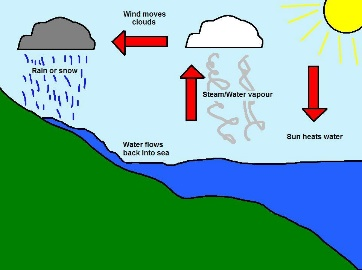 Wind moves
clouds
Rain or snow
Steam/Water vapour
Sun heats water
Water flows
back into sea